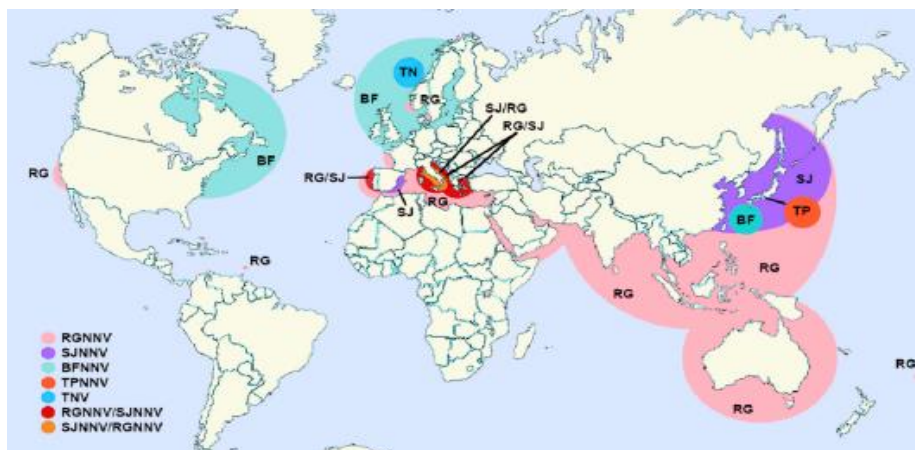 TN
BF
RG
SJ/RG
RG/SJ
BF
RG
RG/SJ
SJ
RG
SJ
BF
TP
RG
RG
RG
RG
RG
RGNNV
SJNNV
BFNNV
TPNNV
TNV
RGNNV/SJNNV
SJNNV/RGNNV